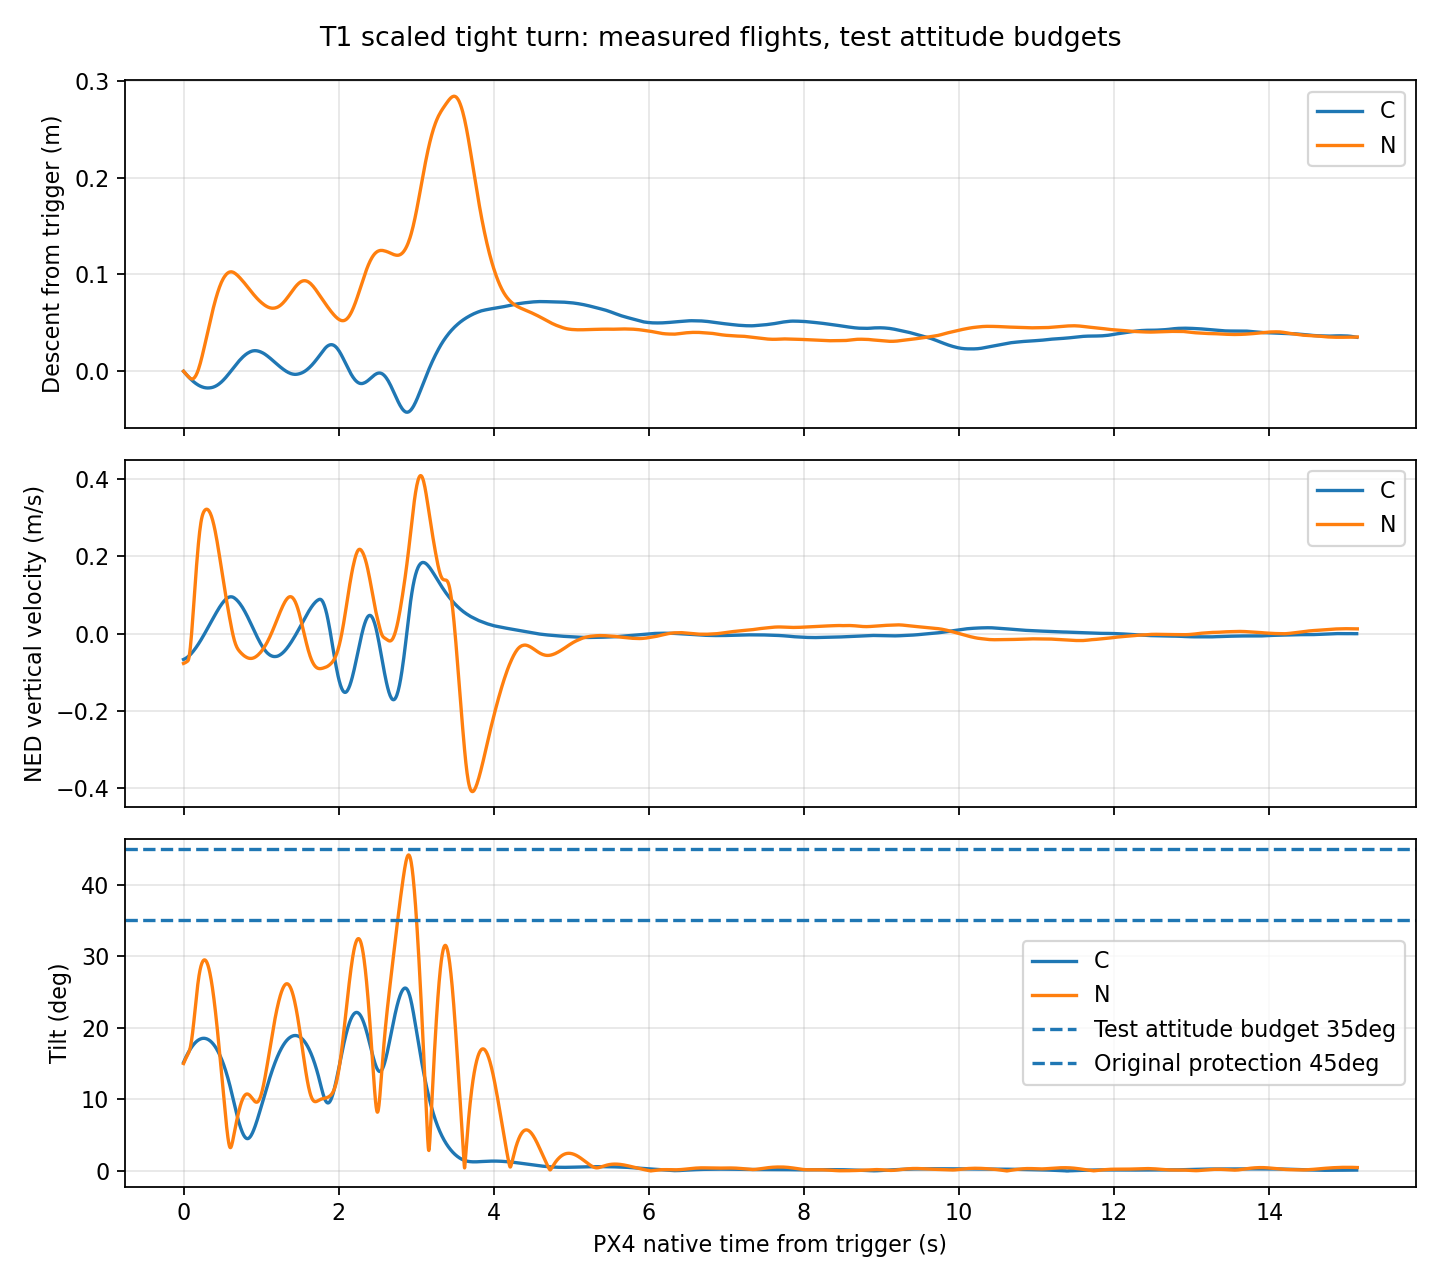 T1 scaled tight turn: measured flights, test attitude budgets
Descent from trigger (m)
0.3
0.2
0.1
0.0
C
N
NED vertical velocity (m/s)
0.4
0.2
0.0
−0.2
−0.4
C
N
Tilt (deg)
40
30
20
10
0
C
N
Test attitude budget 35deg
Original protection 45deg
0 2 4 6 8 10 12 14
PX4 native time from trigger (s)